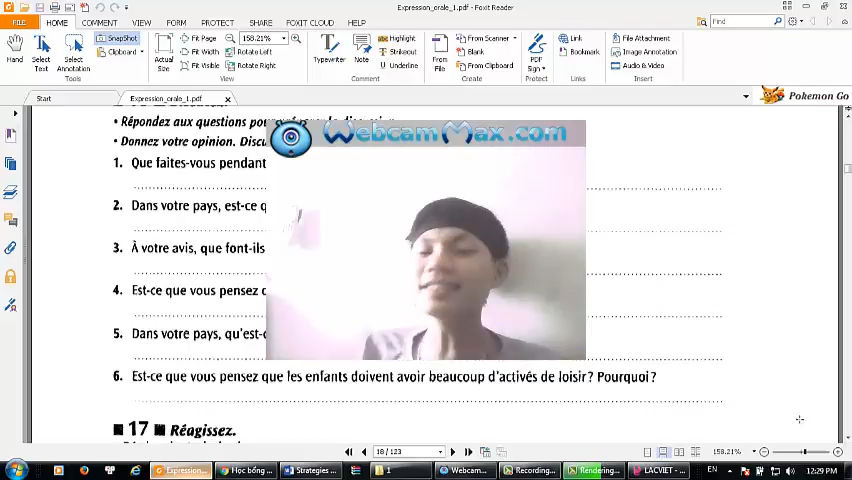 Expression_orale_1.pdf - Foxit Reader
FILE HOME COMMENT VIEW FORM PROTECT SHARE FOXIT CLOUD HELP
Find
Hand
Select Text
Select Annotation
SnapShot
Clipboard
Tools
Actual Size
Fit Page
Fit Width
Fit Visible
158.21%
Rotate Left
Rotate Right
View
Typewriter
Note
Highlight
Strikeout
Underline
Comment
From File
From Scanner
Blank
From Clipboard
Create
PDF Sign
Protect
Link
Bookmark
Links
File Attachment
Image Annotation
Audio & Video
Insert
Start
Expression_orale_1.pdf
Pokemon Go
• Répondez aux questions
• Donnez votre opinion.
WebcamMax.com
1. Que faites-vous pendant
2. Dans votre pays, est-ce q
3. À votre avis, que font-ils
4. Est-ce que vous pensez
5. Dans votre pays, qu'est-
6. Est-ce que vous pensez que les enfants doivent avoir beaucoup d'activés de loisir ? Pourquoi ?
■ 17 ■ Réagissez.
18 / 123
158.21%
Expression...
Học bổng ...
Strategies ...
1
Webcam...
Recording...
Rendering...
LACVIET -...
EN
12:29 PM